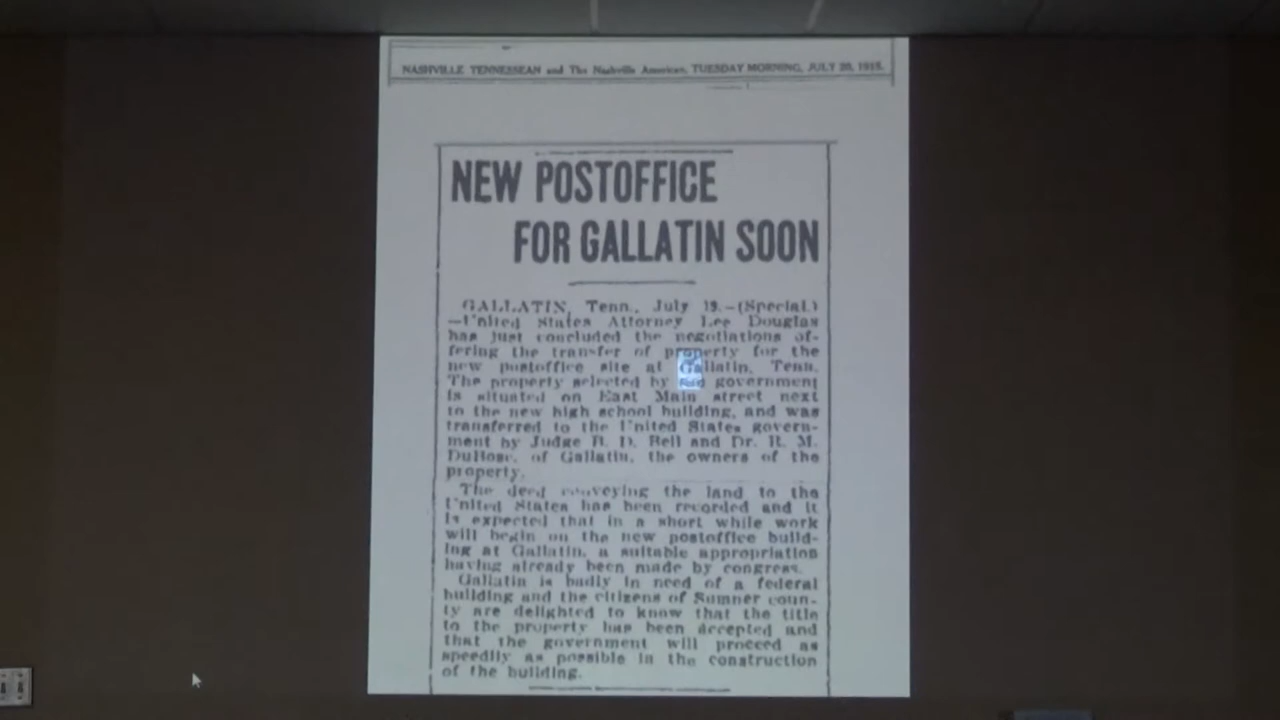 NASHVILLE TENNESSEAN and The Nashville American, TUESDAY MORNING, JULY 20, 1915.
NEW POSTOFFICE
FOR GALLATIN SOON
GALLATIN, Tenn., July 19.—(Special.)
—United States Attorney Lee Douglas
has just concluded the negotiations of-
fering the transfer of property for the
new postoffice site at Gallatin, Tenn.
The property selected by government
is situated on East Main street next
to the new high school building, and was
transferred to the United States govern-
ment by Judge B. D. Bell and Dr. R. M.
DuBose, of Gallatin, the owners of the
property.
The deed conveying the land to the
United States has been recorded and it
is expected that in a short while work
will begin on the new postoffice build-
ing at Gallatin, a suitable appropriation
having already been made by congress.
Gallatin is badly in need of a federal
building and the citizens of Sumner coun-
ty are delighted to know that the title
to the property has been accepted and
that the government will proceed as
speedily as possible in the construction
of the building.